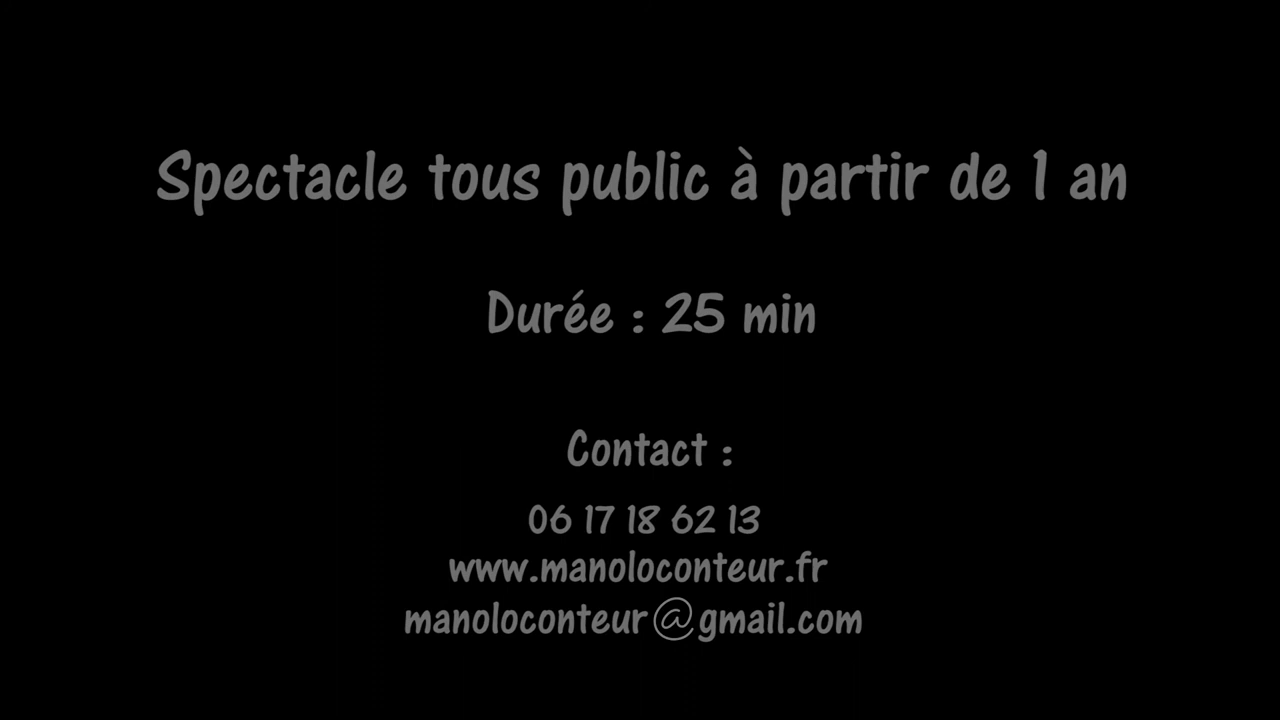 Spectacle tous public à partir de 1 an
Durée : 25 min
Contact :
06 17 18 62 13
www.manoloconteur.fr
manoloconteur@gmail.com